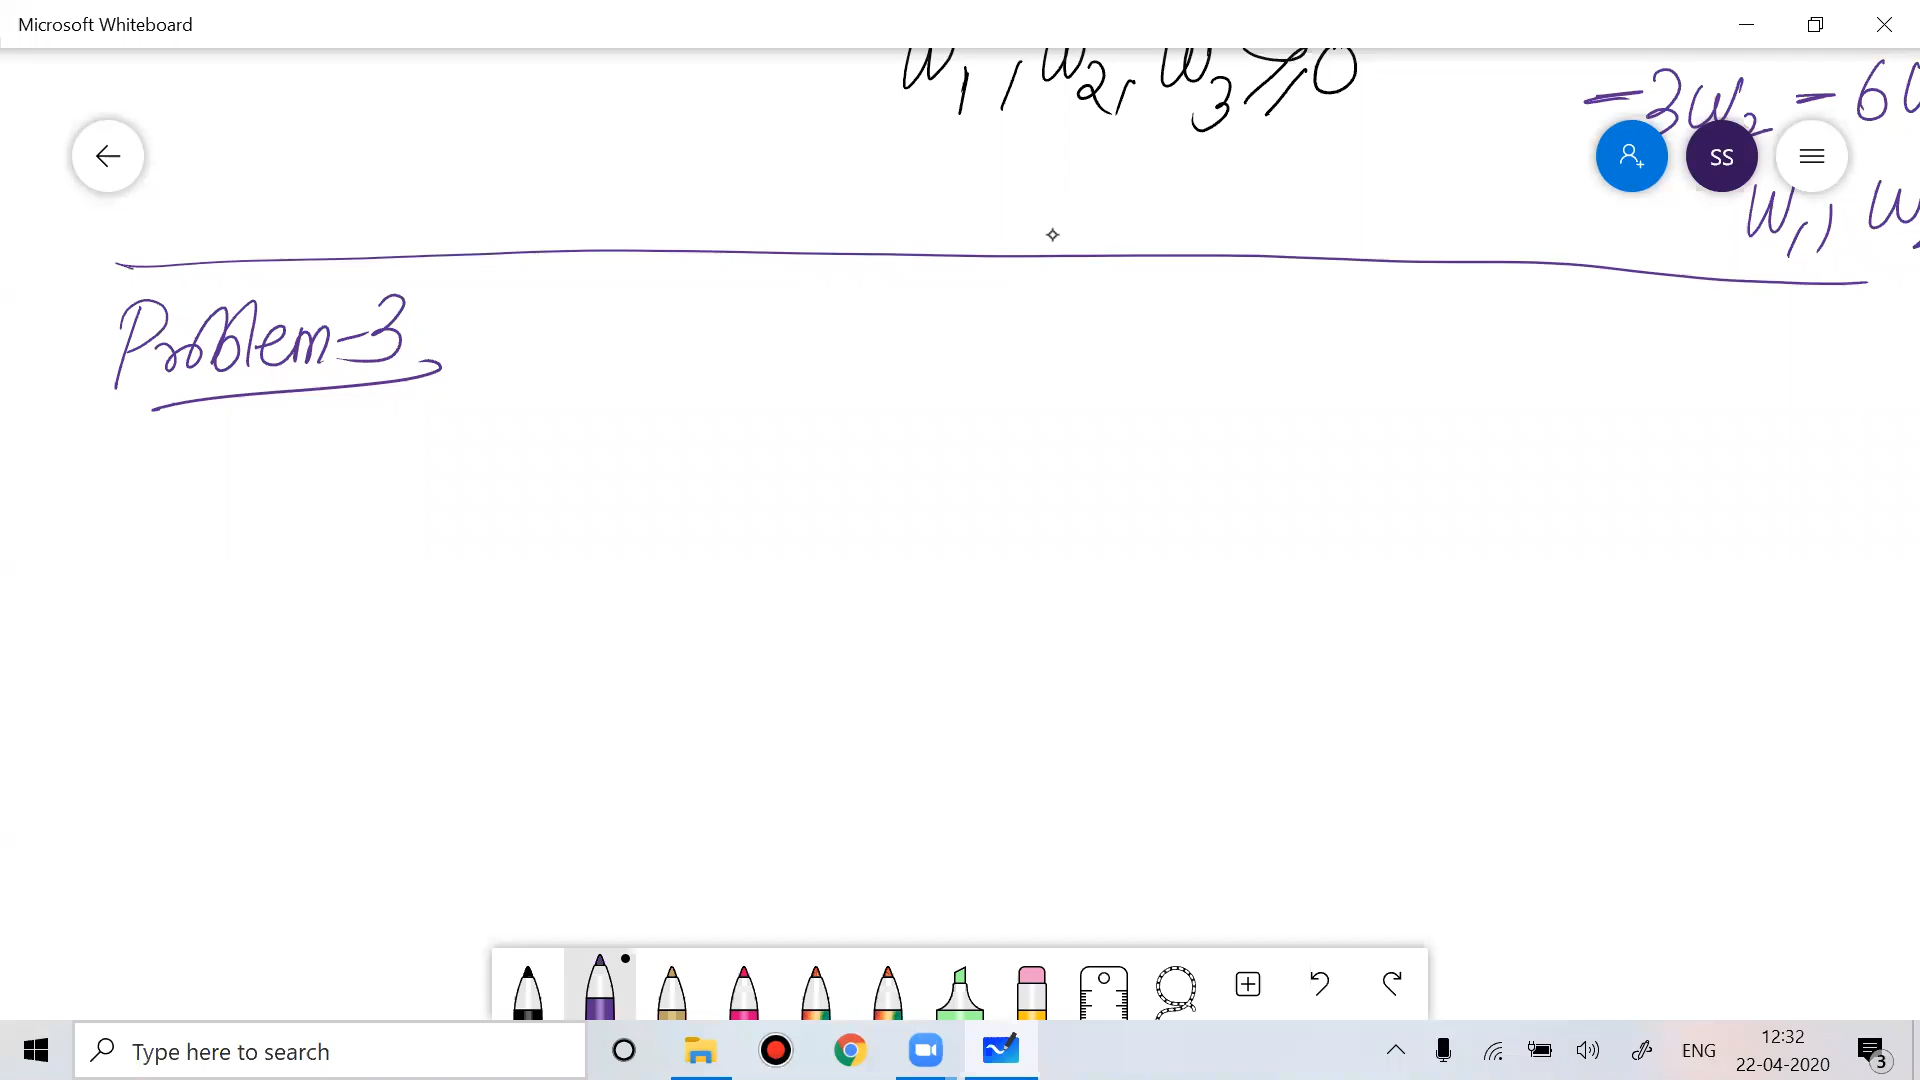 Microsoft Whiteboard
w1, w2, w3 ≥ 0
-3w2 - 6
SS
w1, w
Problem-3
Type here to search
ENG
12:32
22-04-2020
3